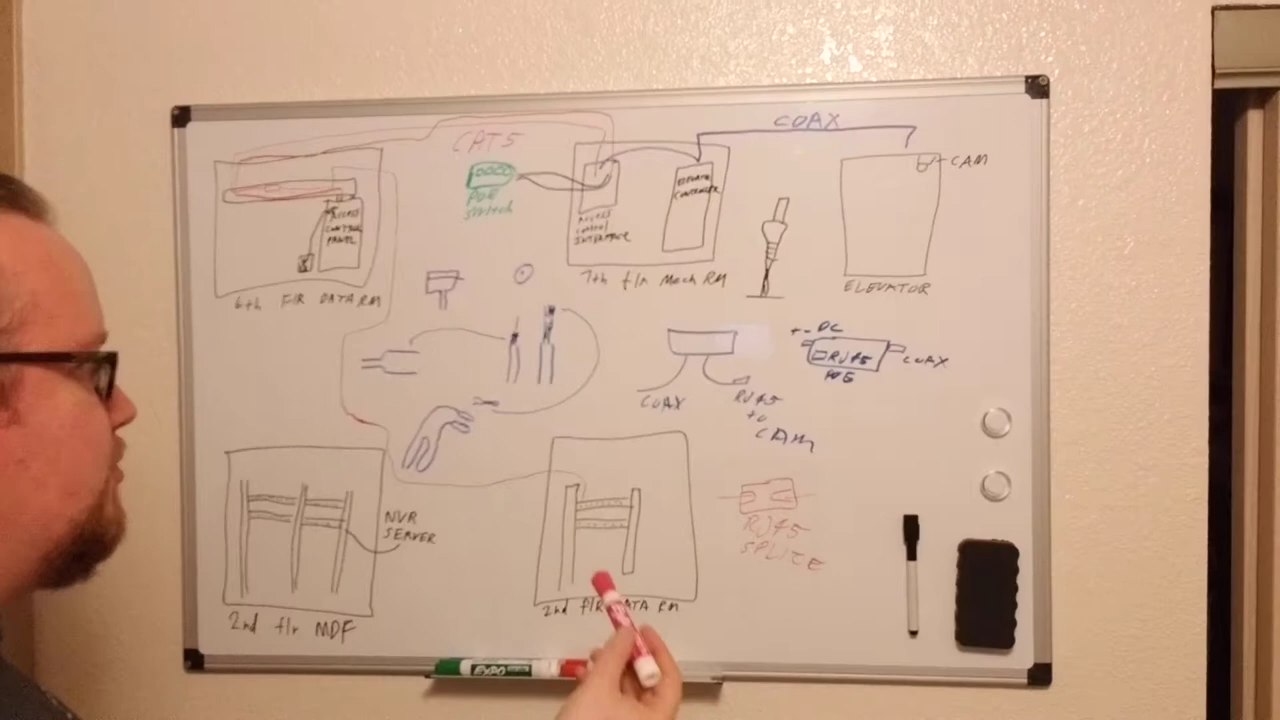 CAT5
COAX
CAM
POE
switch
ACCESS
CONTROL
PANEL
ELEVATOR
CONTROLLER
Access
control
INTERFACE
6th FLR DATA RM
7th flr Mech RM
ELEVATOR
+- DC
RJ45
COAX
POE
COAX
RJ45
to
CAM
NVR
SERVER
RJ45
SPLICE
2nd flr MDF
2nd flR DATA RM
EXPO